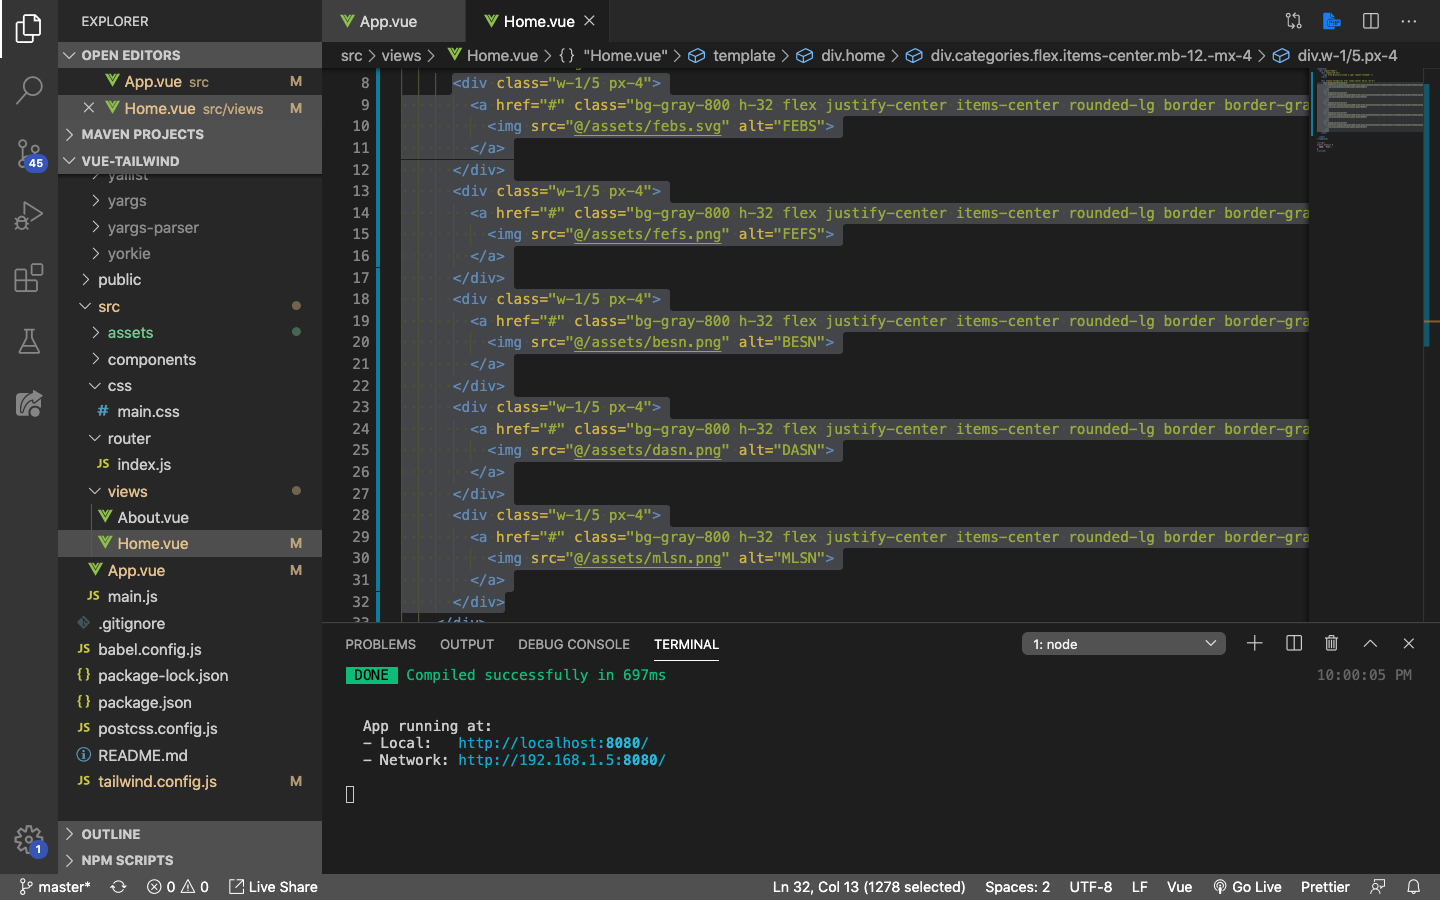 EXPLORER
OPEN EDITORS
App.vue src M
Home.vue src/views M
MAVEN PROJECTS
VUE-TAILWIND
yallist
yargs
yargs-parser
yorkie
public
src
assets
components
css
# main.css
router
JS index.js
views
About.vue
Home.vue M
App.vue M
JS main.js
.gitignore
JS babel.config.js
{} package-lock.json
{} package.json
JS postcss.config.js
README.md
JS tailwind.config.js M
OUTLINE
NPM SCRIPTS
45
1
App.vue
Home.vue
src > views > Home.vue > {} "Home.vue" > template > div.home > div.categories.flex.items-center.mb-12.-mx-4 > div.w-1/5.px-4
8 <div class="w-1/5 px-4">
9 <a href="#" class="bg-gray-800 h-32 flex justify-center items-center rounded-lg border border-gra
10 <img src="@/assets/febs.svg" alt="FEBS">
11 </a>
12 </div>
13 <div class="w-1/5 px-4">
14 <a href="#" class="bg-gray-800 h-32 flex justify-center items-center rounded-lg border border-gra
15 <img src="@/assets/fefs.png" alt="FEFS">
16 </a>
17 </div>
18 <div class="w-1/5 px-4">
19 <a href="#" class="bg-gray-800 h-32 flex justify-center items-center rounded-lg border border-gra
20 <img src="@/assets/besn.png" alt="BESN">
21 </a>
22 </div>
23 <div class="w-1/5 px-4">
24 <a href="#" class="bg-gray-800 h-32 flex justify-center items-center rounded-lg border border-gra
25 <img src="@/assets/dasn.png" alt="DASN">
26 </a>
27 </div>
28 <div class="w-1/5 px-4">
29 <a href="#" class="bg-gray-800 h-32 flex justify-center items-center rounded-lg border border-gra
30 <img src="@/assets/mlsn.png" alt="MLSN">
31 </a>
32 </div>
33 </div>
PROBLEMS OUTPUT DEBUG CONSOLE TERMINAL 1: node
DONE Compiled successfully in 697ms 10:00:05 PM
App running at:
- Local: http://localhost:8080/
- Network: http://192.168.1.5:8080/
master* 0 0 Live Share Ln 32, Col 13 (1278 selected) Spaces: 2 UTF-8 LF Vue Go Live Prettier